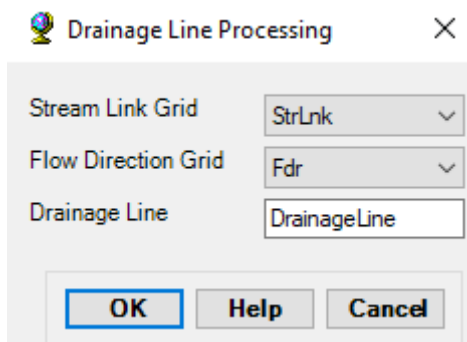 Drainage Line Processing
Stream Link Grid StrLnk
Flow Direction Grid Fdr
Drainage Line DrainageLine
OK Help Cancel